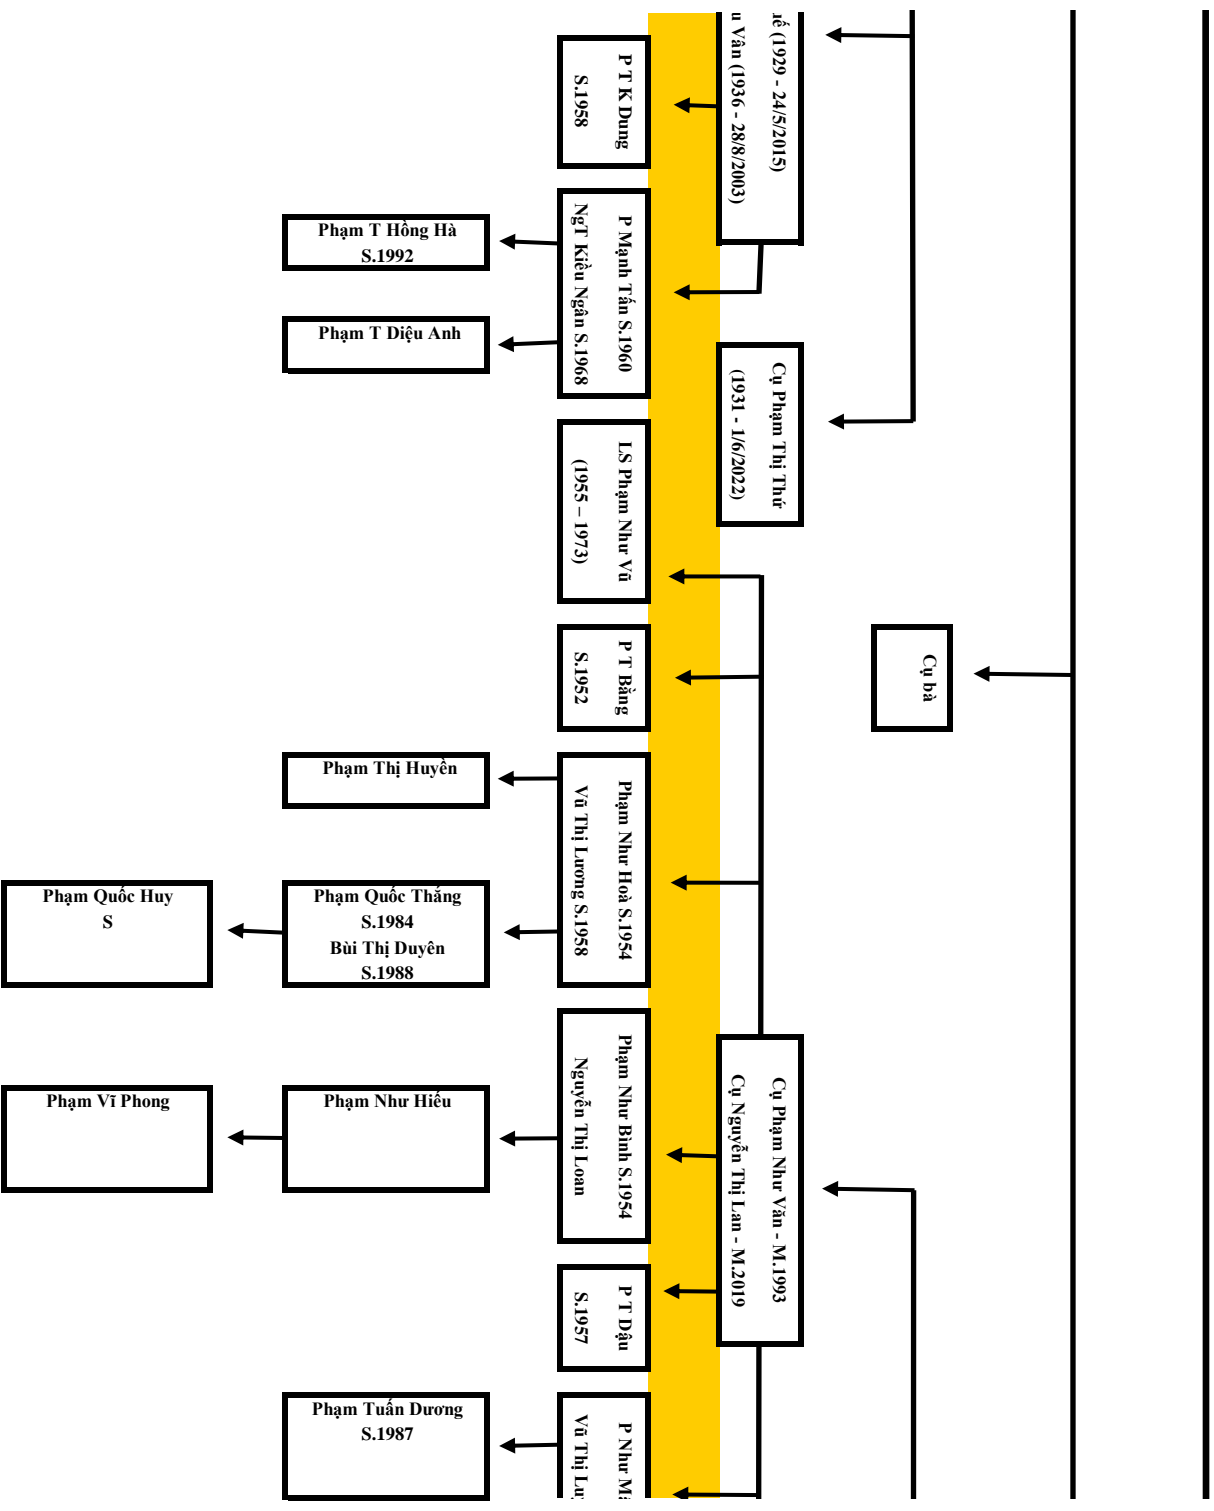 (1929 - 24/5/2015)
Vân (1936 - 28/8/2003)
P T K Dung
S.1958
P Mạnh Tấn S.1960
NgT Kiều Ngân S.1968
Phạm T Hồng Hà
S.1992
Phạm T Diệu Anh
Cụ Phạm Thị Thứ
(1931 - 1/6/2022)
LS Phạm Như Vũ
(1955 – 1973)
Cụ bà
P T Bằng
S.1952
Phạm Như Hoà S.1954
Vũ Thị Lương S.1958
Phạm Thị Huyền
Phạm Quốc Thắng
S.1984
Bùi Thị Duyên
S.1988
Phạm Quốc Huy
S
Cụ Phạm Như Văn - M.1993
Cụ Nguyễn Thị Lan - M.2019
Phạm Như Bình S.1954
Nguyễn Thị Loan
Phạm Như Hiếu
Phạm Vĩ Phong
P T Dậu
S.1957
P Như
Vũ Thị
Phạm Tuấn Dương
S.1987